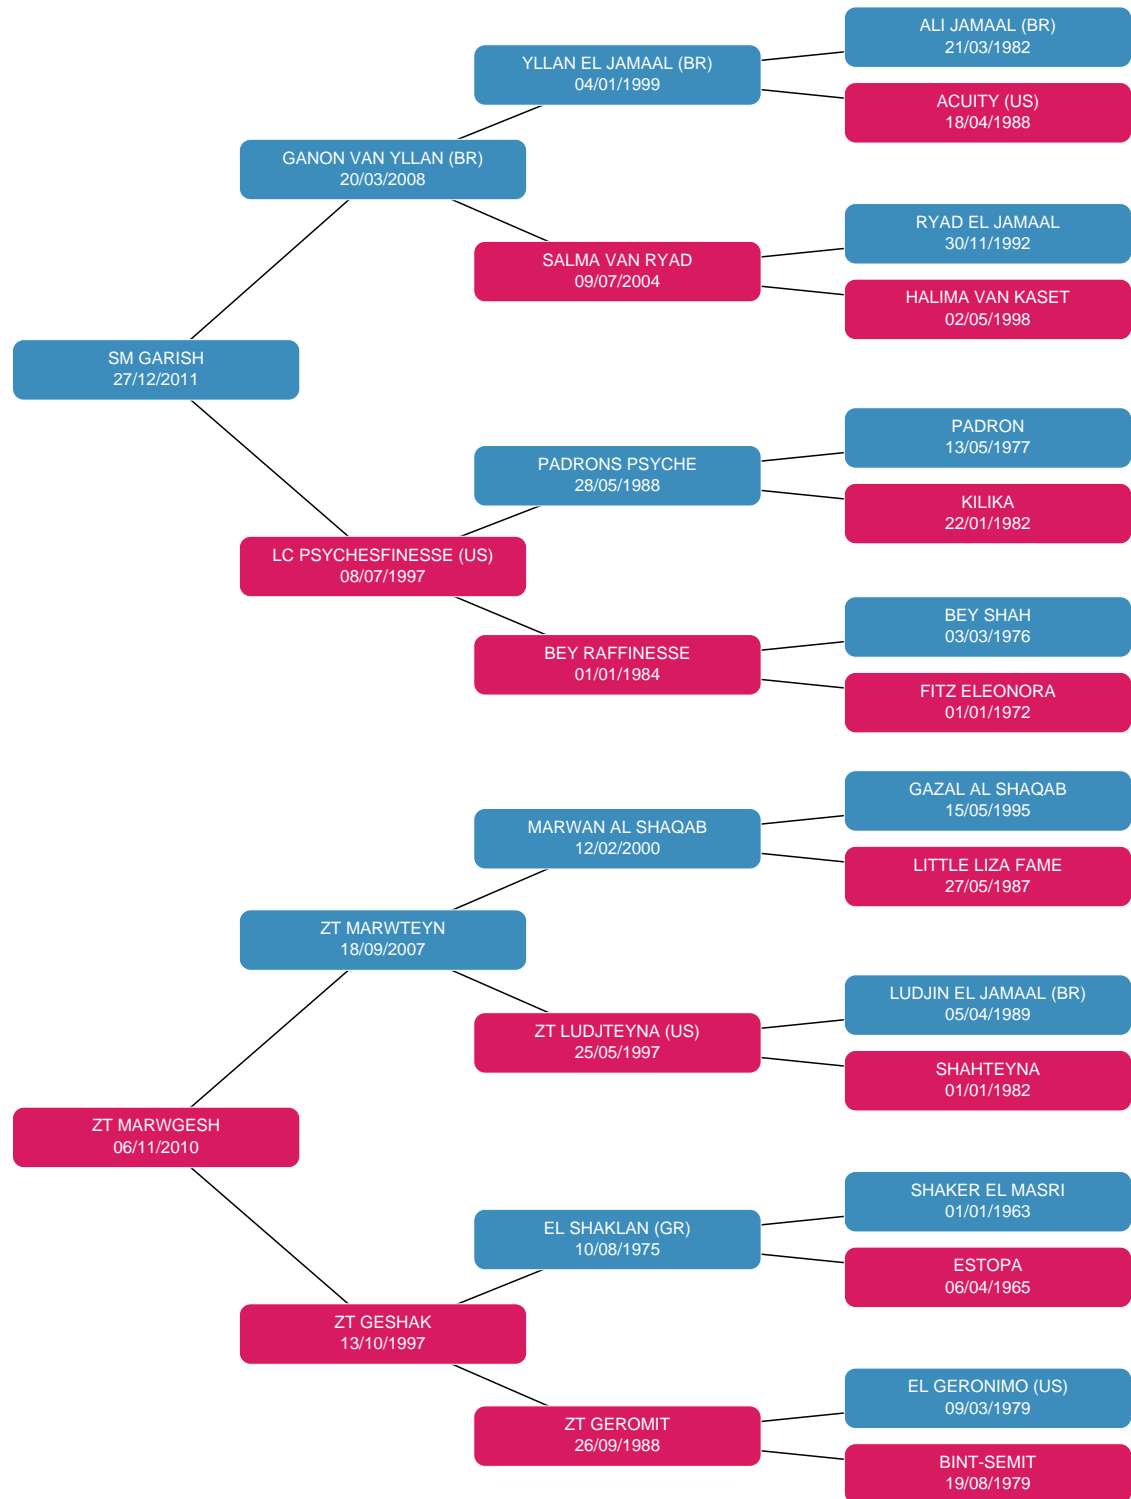 ALI JAMAAL (BR)
21/03/1982
YLLAN EL JAMAAL (BR)
04/01/1999
ACUITY (US)
18/04/1988
GANON VAN YLLAN (BR)
20/03/2008
RYAD EL JAMAAL
30/11/1992
SALMA VAN RYAD
09/07/2004
HALIMA VAN KASET
02/05/1998
SM GARISH
27/12/2011
PADRON
13/05/1977
PADRONS PSYCHE
28/05/1988
KILIKA
22/01/1982
LC PSYCHESFINESSE (US)
08/07/1997
BEY SHAH
03/03/1976
BEY RAFFINESSE
01/01/1984
FITZ ELEONORA
01/01/1972
GAZAL AL SHAQAB
15/05/1995
MARWAN AL SHAQAB
12/02/2000
LITTLE LIZA FAME
27/05/1987
ZT MARWTEYN
18/09/2007
LUDJIN EL JAMAAL (BR)
05/04/1989
ZT LUDJTEYNA (US)
25/05/1997
SHAHTEYNA
01/01/1982
ZT MARWGESH
06/11/2010
SHAKER EL MASRI
01/01/1963
EL SHAKLAN (GR)
10/08/1975
ESTOPA
06/04/1965
ZT GESHAK
13/10/1997
EL GERONIMO (US)
09/03/1979
ZT GEROMIT
26/09/1988
BINT-SEMIT
19/08/1979